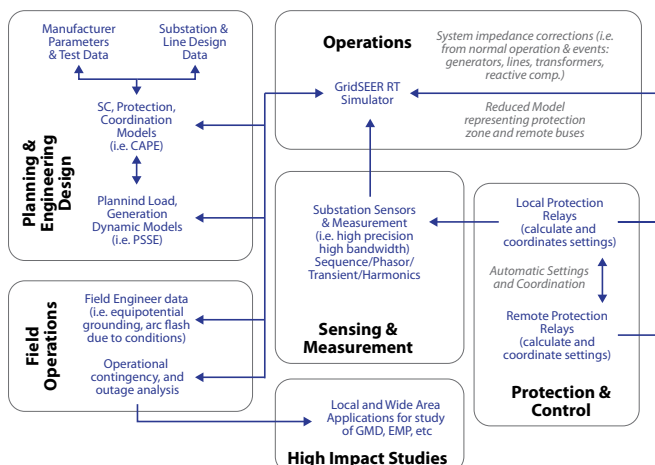 Manufacturer
Parameters
& Test Data
Substation &
Line Design
Data
SC, Protection,
Coordination
Models
(i.e. CAPE)
Plannind Load,
Generation
Dynamic Models
(i.e. PSSE)
Planning &
Engineering
Design
Operations
GridSEER RT
Simulator
System impedance corrections (i.e.
from normal operation & events:
generators, lines, transformers,
reactive comp.)
Reduced Model
representing protection
zone and remote buses
Substation Sensors
& Measurement
(i.e. high precision
high bandwidth)
Sequence/Phasor/
Transient/Harmonics
Sensing &
Measurement
Local Protection
Relays
(calculate and
coordinates settings)
Automatic Settings
and Coordination
Remote Protection
Relays
(calculate and
coordinate settings)
Protection &
Control
Field Engineer data
(i.e. equipotential
grounding, arc flash
due to conditions)
Operational
contingency, and
outage analysis
Field
Operations
Local and Wide Area
Applications for study
of GMD, EMP, etc
High Impact Studies